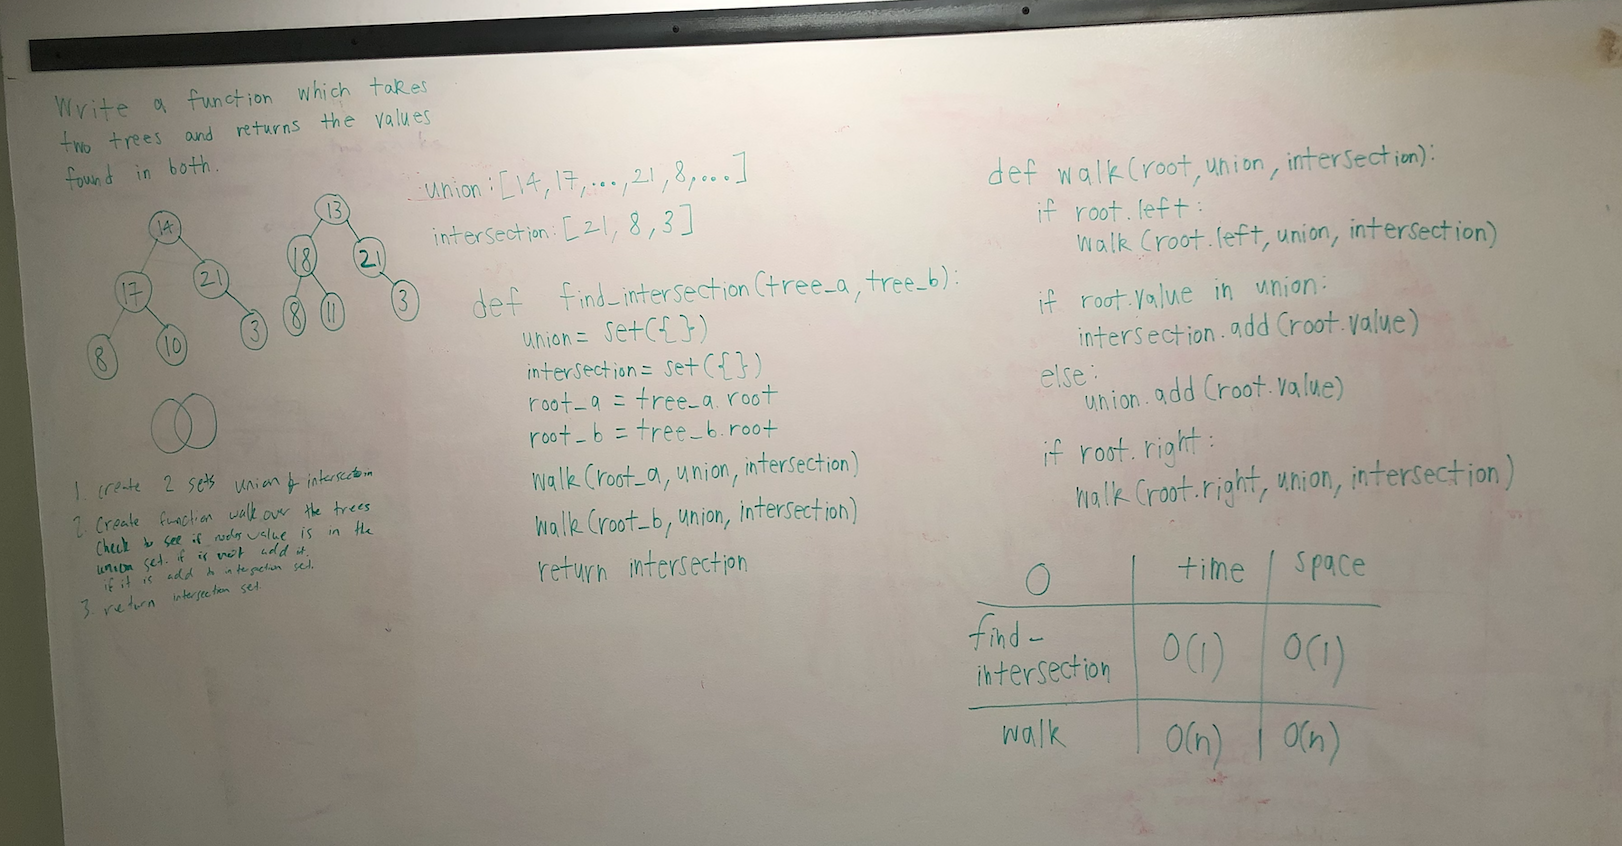 Write a function which takes
two trees and returns the values
found in both.
14
17
21
8
10
3
13
18
21
8
11
3
union: [14, 17, ..., 21, 8, ....]
intersection: [21, 8, 3]
1. create 2 sets union & intersection
2. Create function walk over the trees
Check to see if nodes value is in the
union set. if is not add it.
if it is add to intersection set.
3. return intersection set.
def find_intersection(tree_a, tree_b):
union = set({})
intersection = set({})
root_a = tree_a.root
root_b = tree_b.root
walk (root_a, union, intersection)
walk (root_b, union, intersection)
return intersection
def walk (root, union, intersection):
if root.left:
walk (root.left, union, intersection)
if root.value in union:
intersection.add (root.value)
else:
union.add (root.value)
if root.right:
walk (root.right, union, intersection)
O time space
find-
intersection O(1) O(1)
walk O(n) O(n)